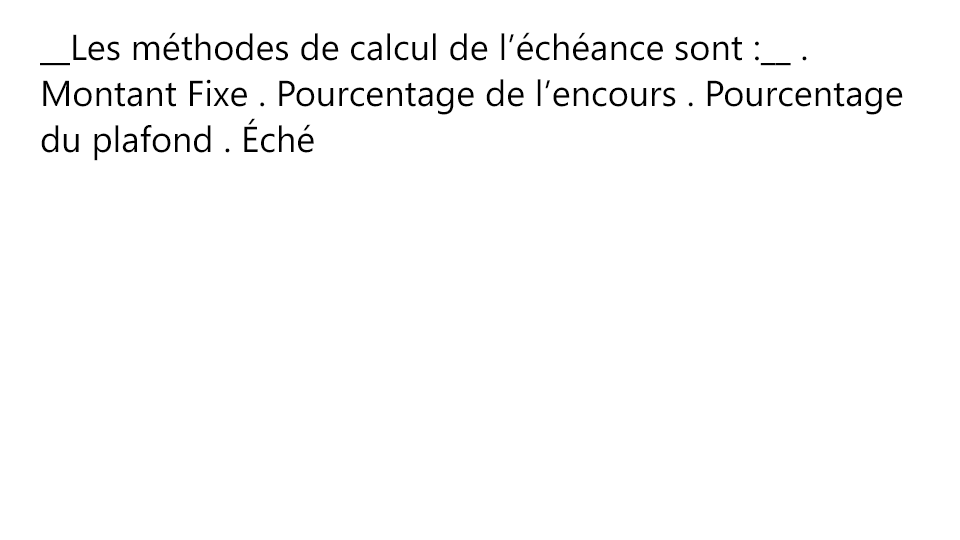 __Les méthodes de calcul de l’échéance sont :__ .
Montant Fixe . Pourcentage de l’encours . Pourcentage
du plafond . Éché